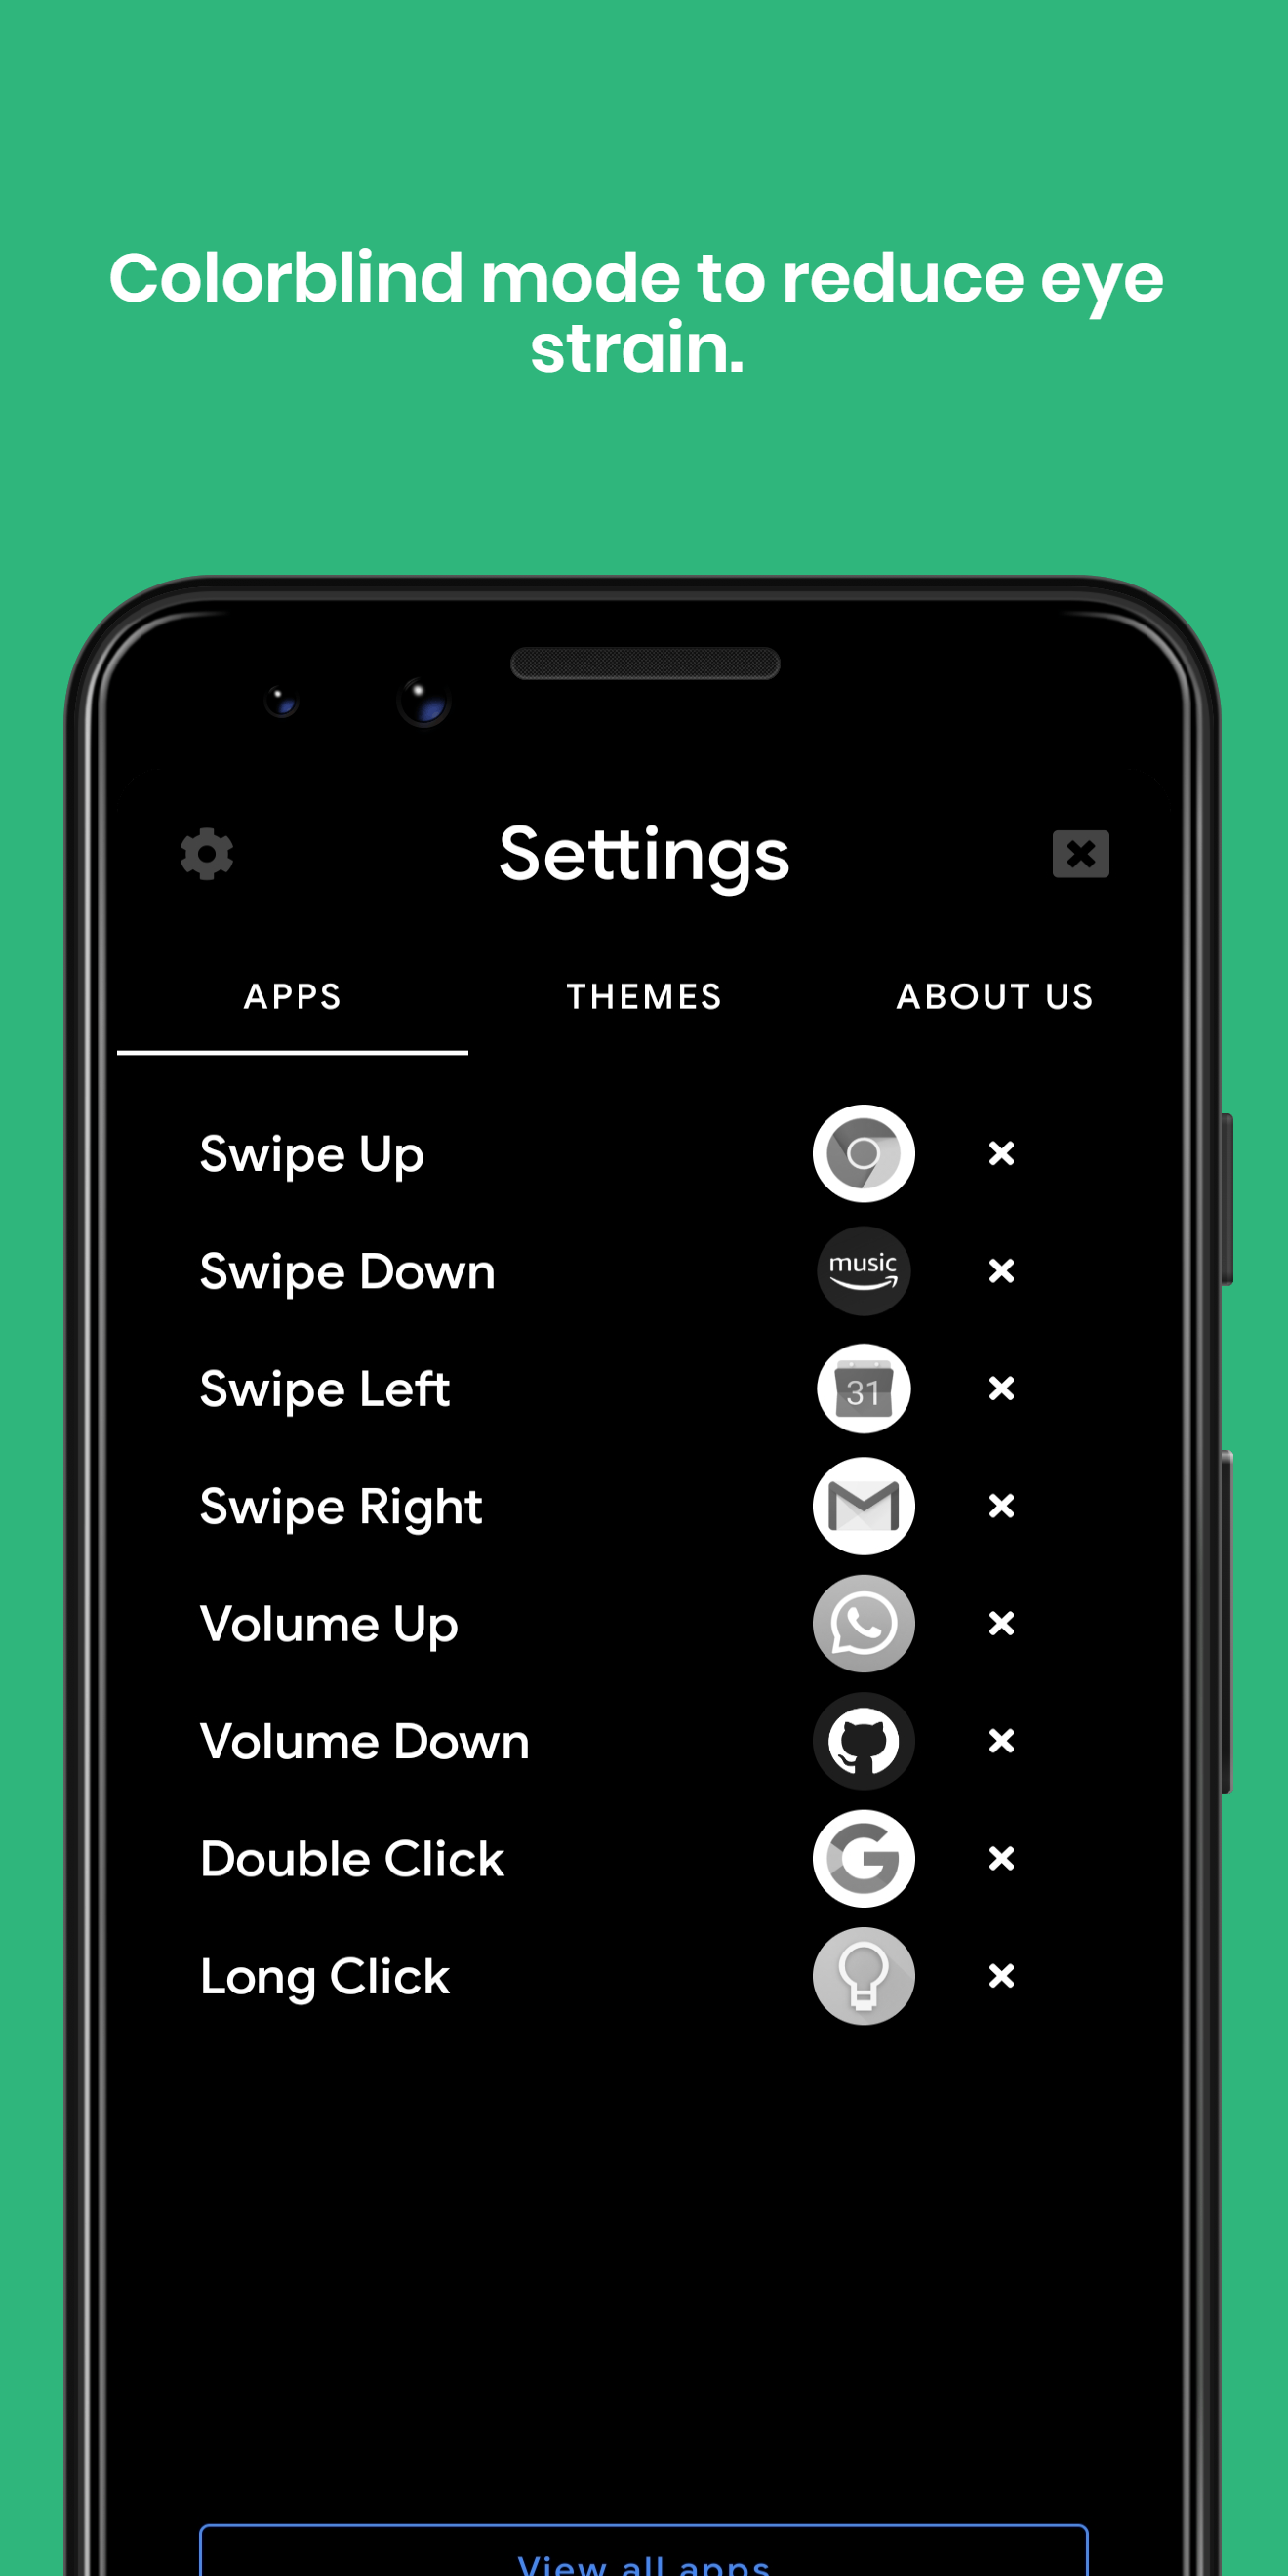 Colorblind mode to reduce eye
strain.
Settings
APPS THEMES ABOUT US
Swipe Up
Swipe Down music
Swipe Left 31
Swipe Right
Volume Up
Volume Down
Double Click
Long Click
View all apps